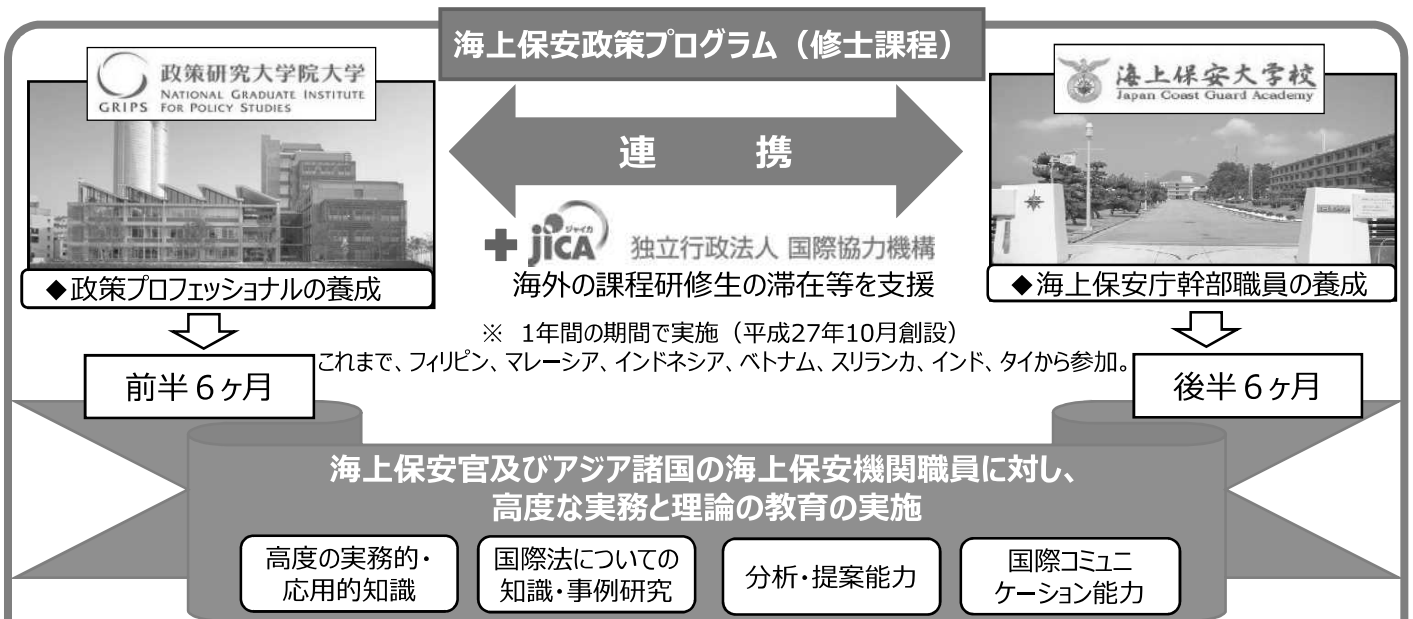 海上保安政策プログラム（修士課程）
政策研究大学院大学
NATIONAL GRADUATE INSTITUTE
FOR POLICY STUDIES
GRIPS
海上保安大学校
Japan Coast Guard Academy
連 携
＋
ジャイカ
jICA
独立行政法人 国際協力機構
海外の課程研修生の滞在等を支援
◆政策プロフェッショナルの養成
◆海上保安庁幹部職員の養成
※ 1年間の期間で実施（平成27年10月創設）
これまで、フィリピン、マレーシア、インドネシア、ベトナム、スリランカ、インド、タイから参加。
前半６ヶ月
後半６ヶ月
海上保安官及びアジア諸国の海上保安機関職員に対し、
高度な実務と理論の教育の実施
高度の実務的・
応用的知識
国際法についての
知識・事例研究
分析・提案能力
国際コミュニ
ケーション能力